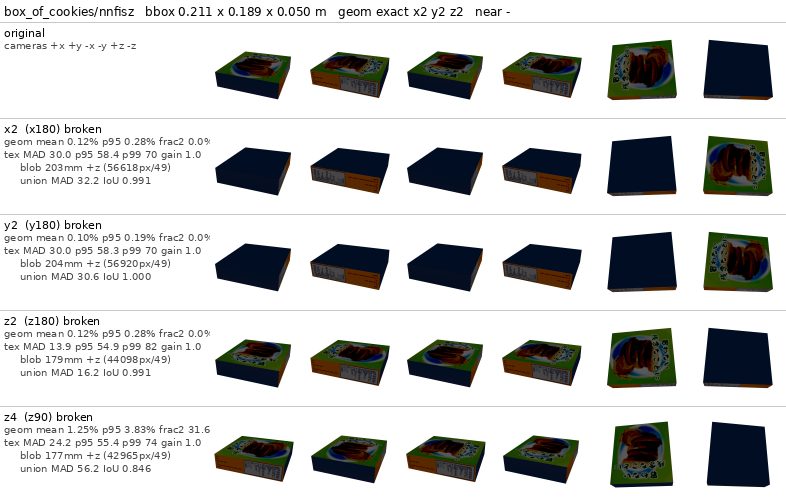 box_of_cookies/nnfisz bbox 0.211 x 0.189 x 0.050 m geom exact x2 y2 z2 near -
original
cameras +x +y -x -y +z -z
x2 (x180) broken
geom mean 0.12% p95 0.28% frac2 0.0%
tex MAD 30.0 p95 58.4 p99 70 gain 1.0
blob 203mm +z (56618px/49)
union MAD 32.2 IoU 0.991
y2 (y180) broken
geom mean 0.10% p95 0.19% frac2 0.0%
tex MAD 30.0 p95 58.3 p99 70 gain 1.0
blob 204mm +z (56920px/49)
union MAD 30.6 IoU 1.000
z2 (z180) broken
geom mean 0.12% p95 0.28% frac2 0.0%
tex MAD 13.9 p95 54.9 p99 82 gain 1.0
blob 179mm +z (44098px/49)
union MAD 16.2 IoU 0.991
z4 (z90) broken
geom mean 1.25% p95 3.83% frac2 31.6
tex MAD 24.2 p95 55.4 p99 74 gain 1.0
blob 177mm +z (42965px/49)
union MAD 56.2 IoU 0.846